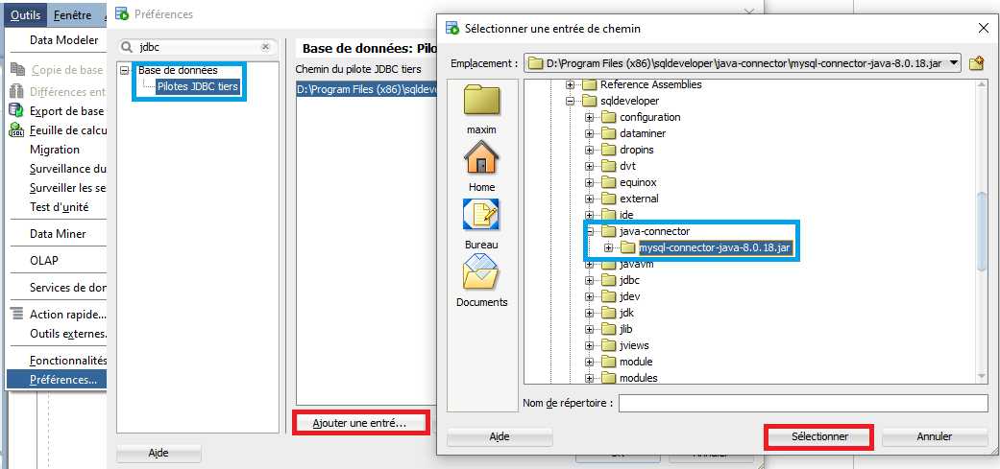 Outils
Fenêtre
Data Modeler
Copie de base
Différences ent
Export de base
Feuille de calcu
Migration
Surveillance du
Surveiller les se
Test d'unité
Data Miner
OLAP
Services de don
Action rapide...
Outils externes.
Fonctionnalités
Préférences...
Préférences
jdbc
Base de données
Pilotes JDBC tiers
Aide
Base de données: Pilo
Chemin du pilote JDBC tiers
D:\Program Files (x86)\sqldeve
Ajouter une entré...
OK
Annuler
Sélectionner une entrée de chemin
Emplacement :
D:\Program Files (x86)\sqldeveloper\java-connector\mysql-connector-java-8.0.18.jar
maxim
Home
Bureau
Documents
Reference Assemblies
sqldeveloper
configuration
dataminer
dropins
dvt
equinox
external
ide
java-connector
mysql-connector-java-8.0.18.jar
javavm
jdbc
jdev
jdk
jlib
jviews
module
modules
Nom de répertoire :
Aide
Sélectionner
Annuler